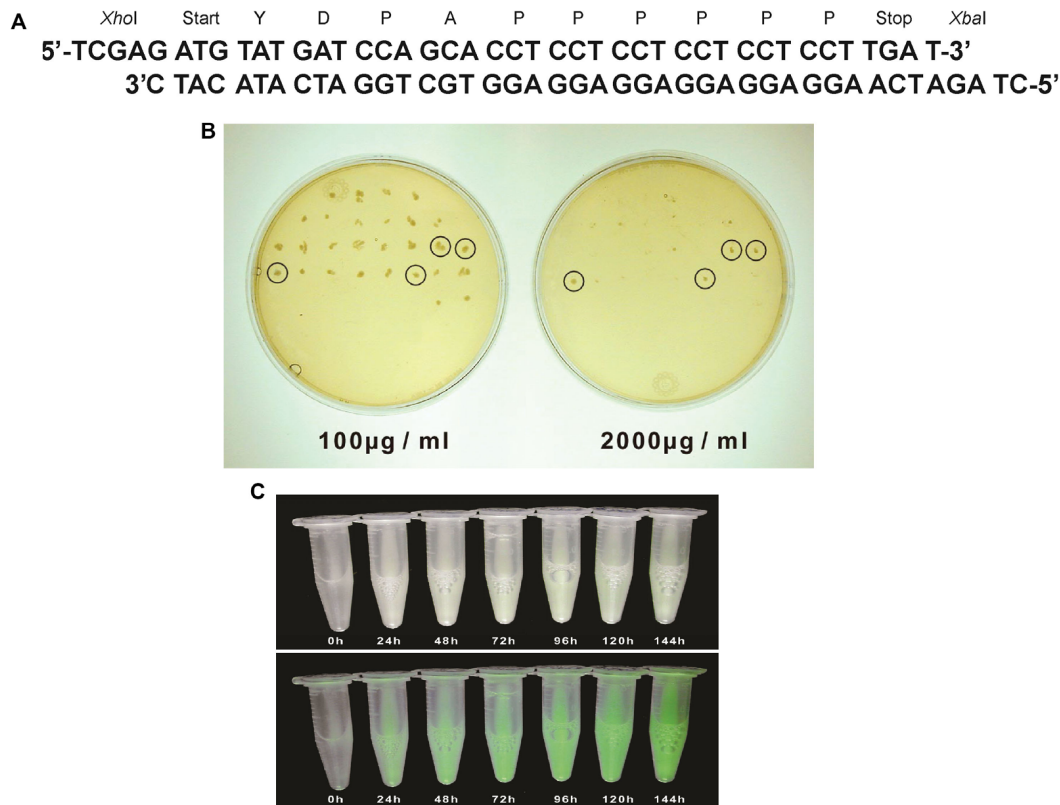 A
XhoI Start Y D P A P P P P P P Stop XbaI
5'-TCGAG ATG TAT GAT CCA GCA CCT CCT CCT CCT CCT CCT TGA T-3'
3'C TAC ATA CTA GGT CGT GGA GGA GGA GGA GGA GGA ACT AGA TC-5'
B
100µg / ml 2000µg / ml
C
0h 24h 48h 72h 96h 120h 144h
0h 24h 48h 72h 96h 120h 144h